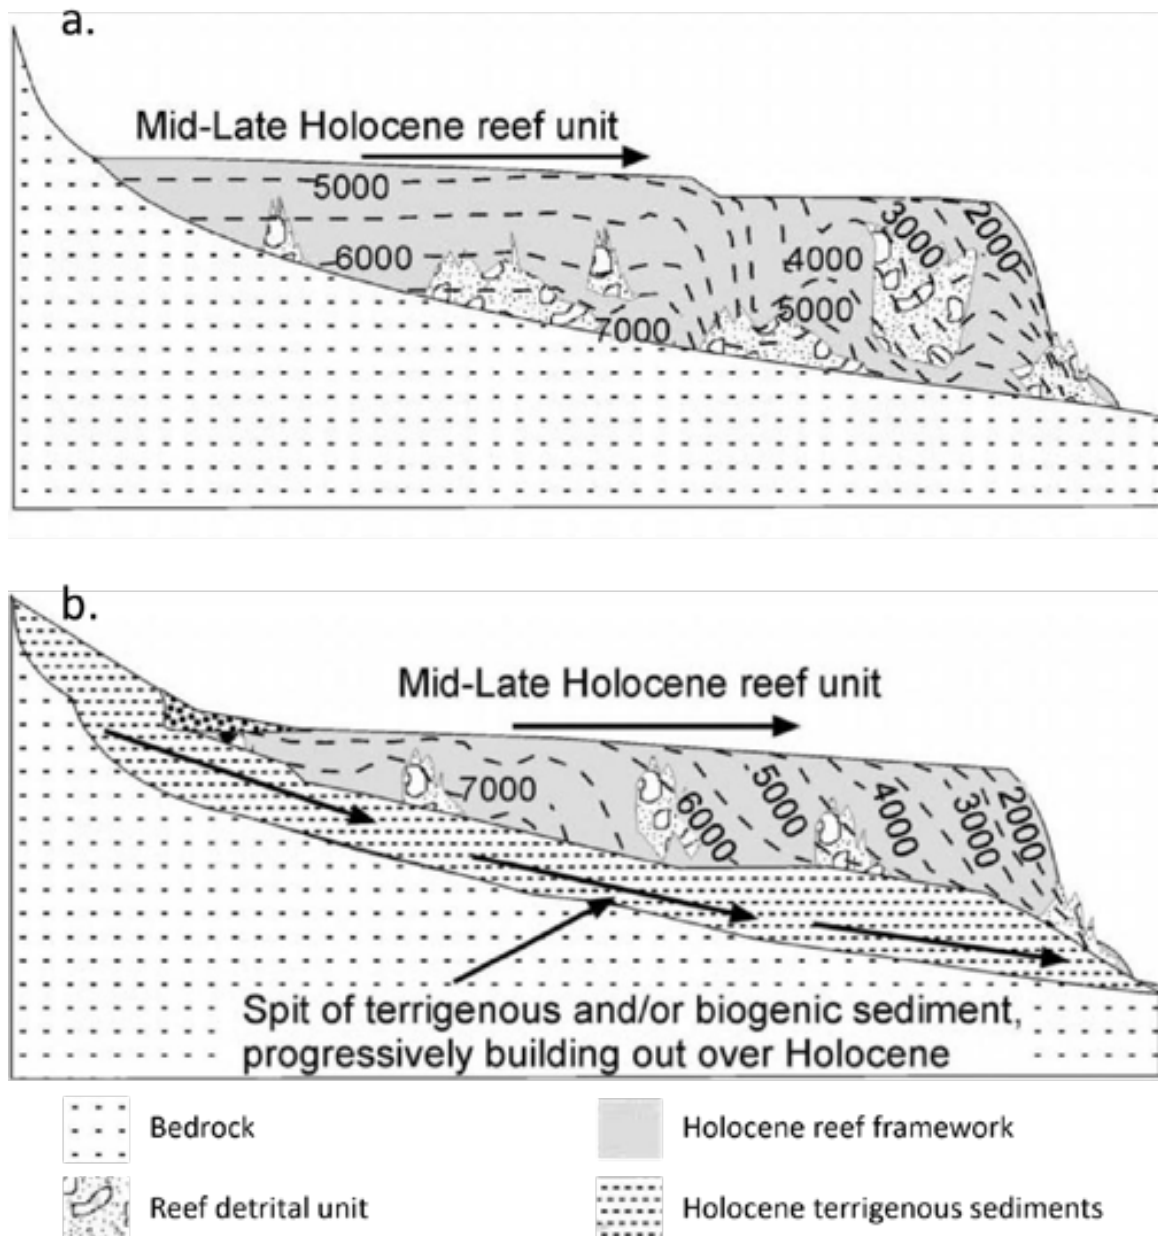 a.
Mid-Late Holocene reef unit
5000
6000
7000
4000
5000
3000
2000
b.
Mid-Late Holocene reef unit
7000
6000
5000
4000
3000
2000
Spit of terrigenous and/or biogenic sediment,
progressively building out over Holocene
Bedrock
Holocene reef framework
Reef detrital unit
Holocene terrigenous sediments